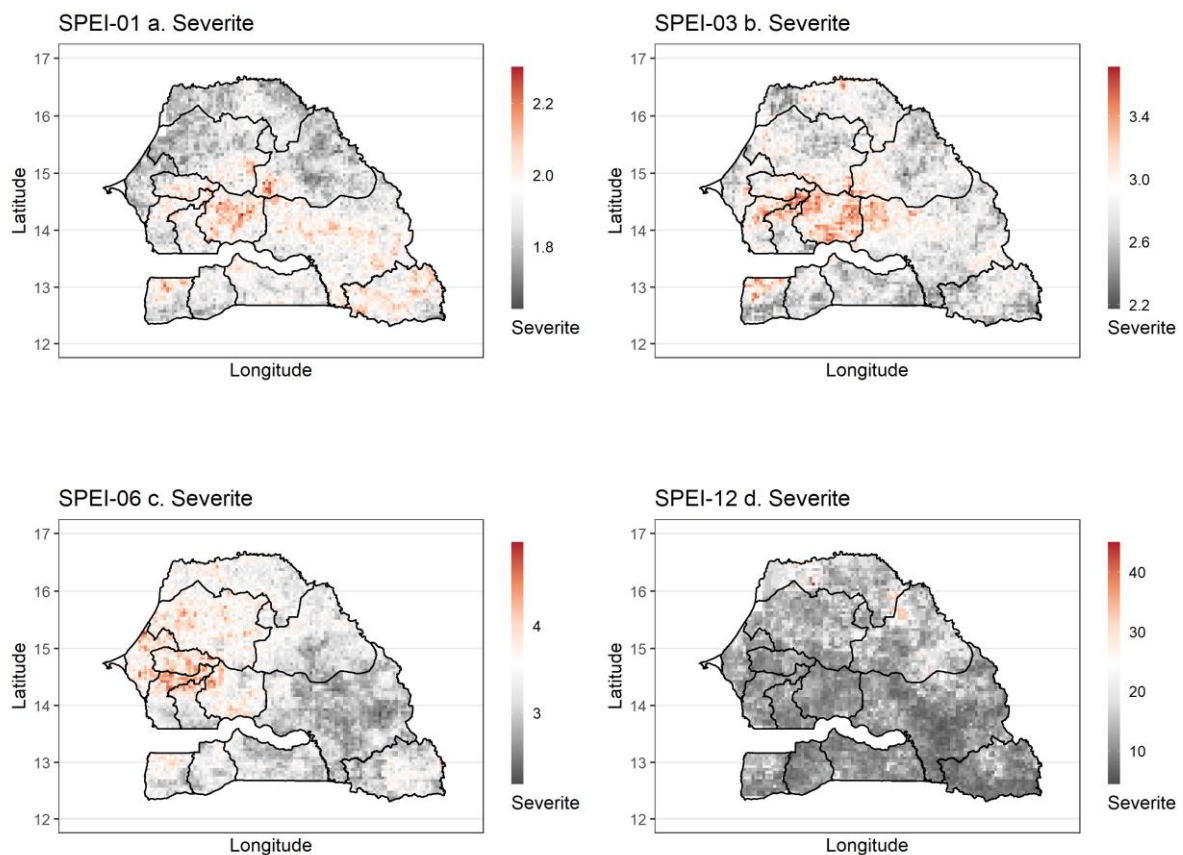 SPEI-01 a. Severite
17
16
15
14
13
12
Latitude
Longitude
2.2
2.0
1.8
Severite
SPEI-03 b. Severite
17
16
15
14
13
12
Latitude
Longitude
3.4
3.0
2.6
2.2
Severite
SPEI-06 c. Severite
17
16
15
14
13
12
Latitude
Longitude
4
3
Severite
SPEI-12 d. Severite
17
16
15
14
13
12
Latitude
Longitude
40
30
20
10
Severite